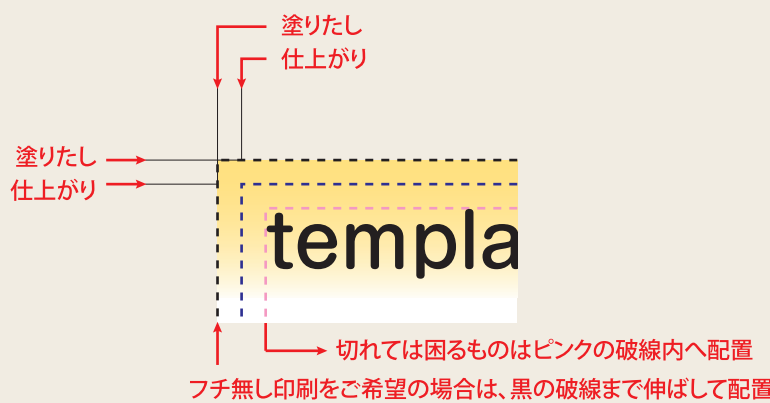 塗りたし
仕上がり
塗りたし
仕上がり
templa
切れては困るものはピンクの破線内へ配置
フチ無し印刷をご希望の場合は、黒の破線まで伸ばして配置